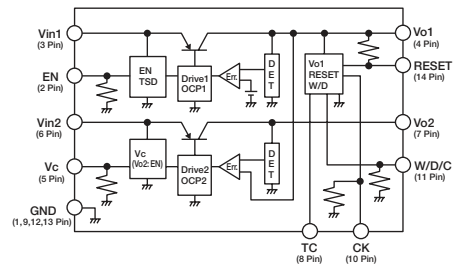 Vin1
(3 Pin)
Vo1
(4 Pin)
EN
(2 Pin)
EN
TSD
Drive1
OCP1
Err.
D
E
T
Vo1
RESET
W/D
RESET
(14 Pin)
Vin2
(6 Pin)
Vo2
(7 Pin)
Vc
(5 Pin)
Vc
(Vo2:EN)
Drive2
OCP2
Err.
D
E
T
W/D/C
(11 Pin)
GND
(1,9,12,13 Pin)
TC
(8 Pin)
CK
(10 Pin)